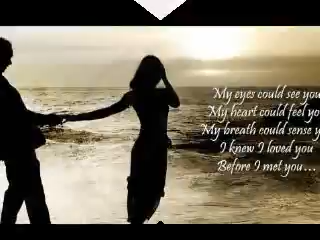 My eyes could see you
My heart could feel yo
My breath could sense y
I knew I loved you
Before I met you...